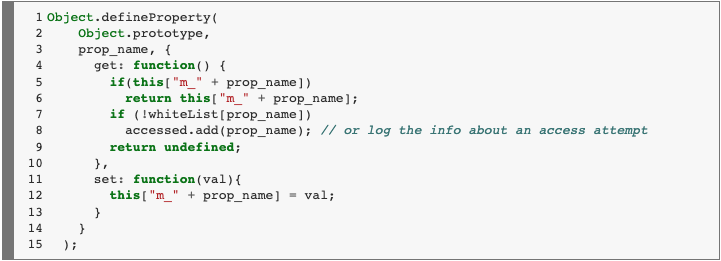 1 Object.defineProperty(
2     Object.prototype,
3     prop_name, {
4       get: function() {
5         if(this["m_" + prop_name])
6           return this["m_" + prop_name];
7         if (!whiteList[prop_name])
8           accessed.add(prop_name); // or log the info about an access attempt
9         return undefined;
10       },
11       set: function(val){
12         this["m_" + prop_name] = val;
13       }
14     }
15   );